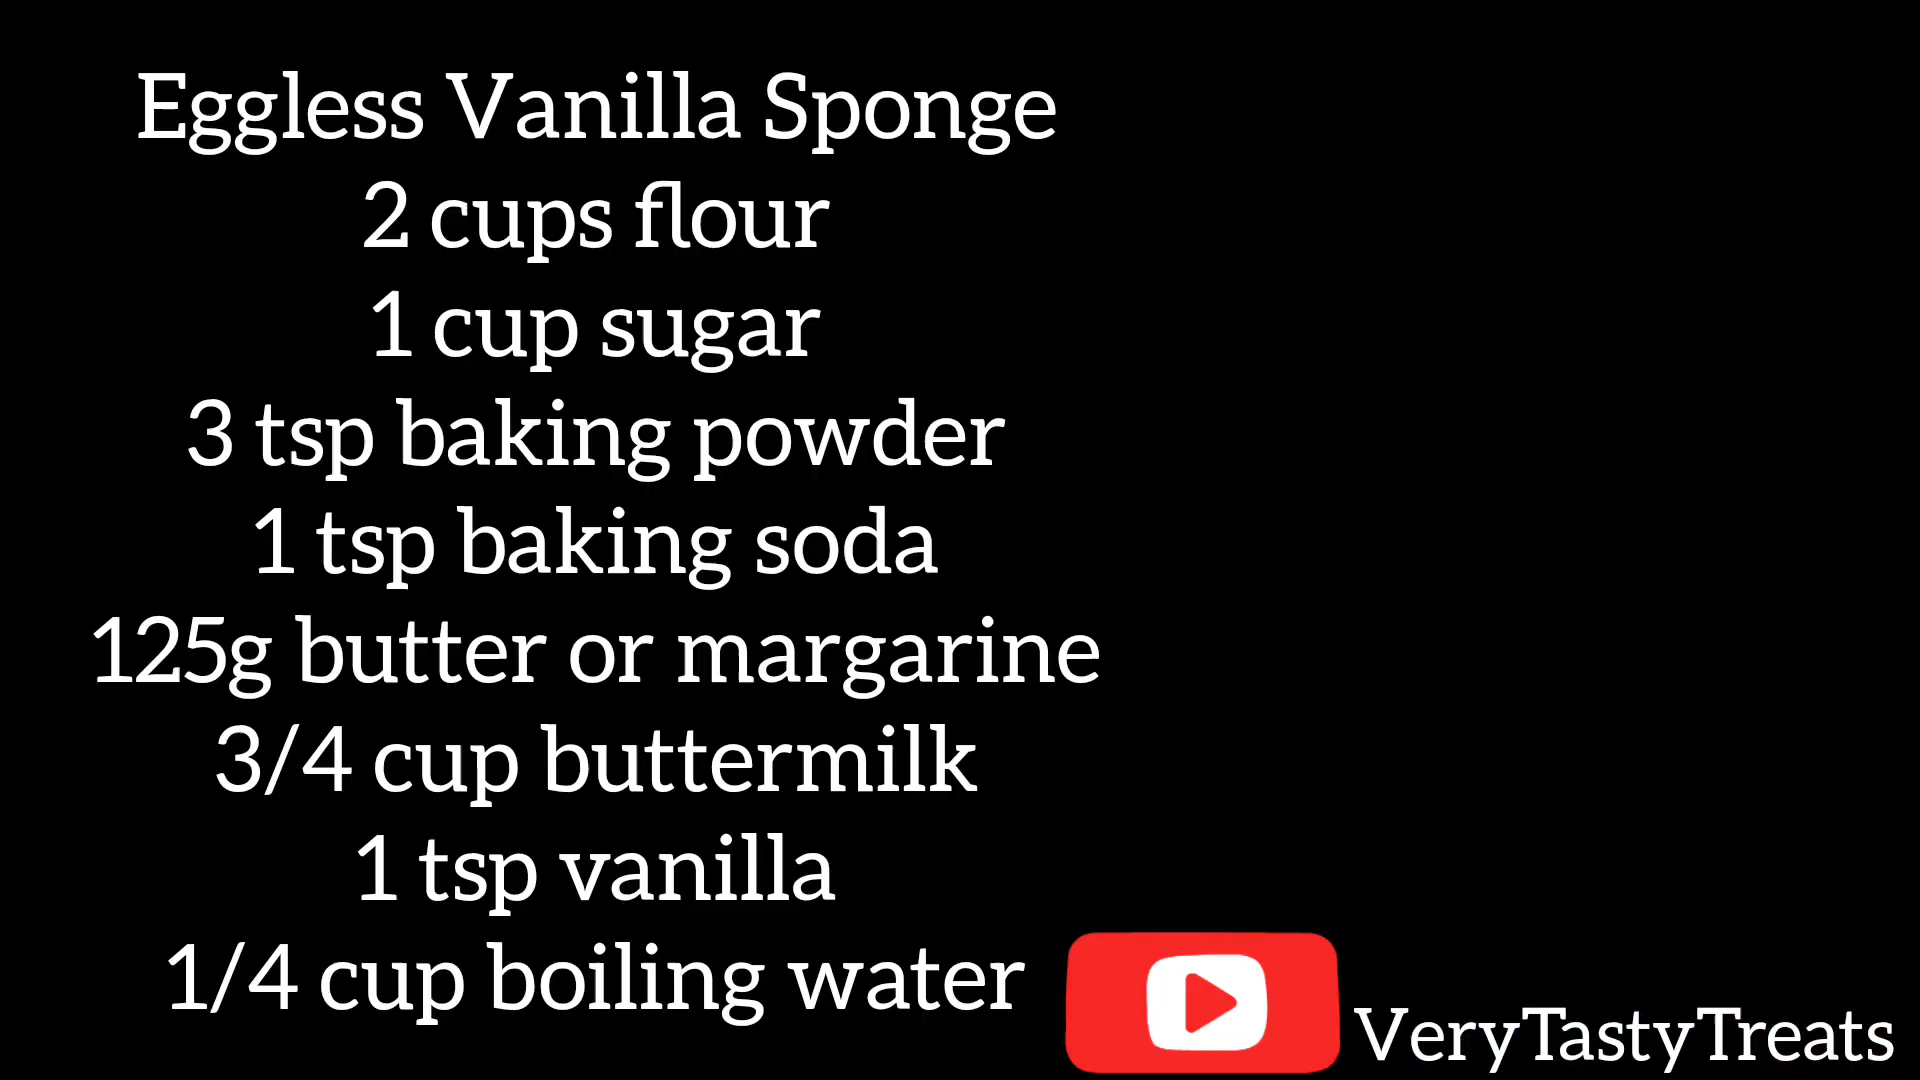 Eggless Vanilla Sponge
2 cups flour
1 cup sugar
3 tsp baking powder
1 tsp baking soda
125g butter or margarine
3/4 cup buttermilk
1 tsp vanilla
1/4 cup boiling water
VeryTastyTreats